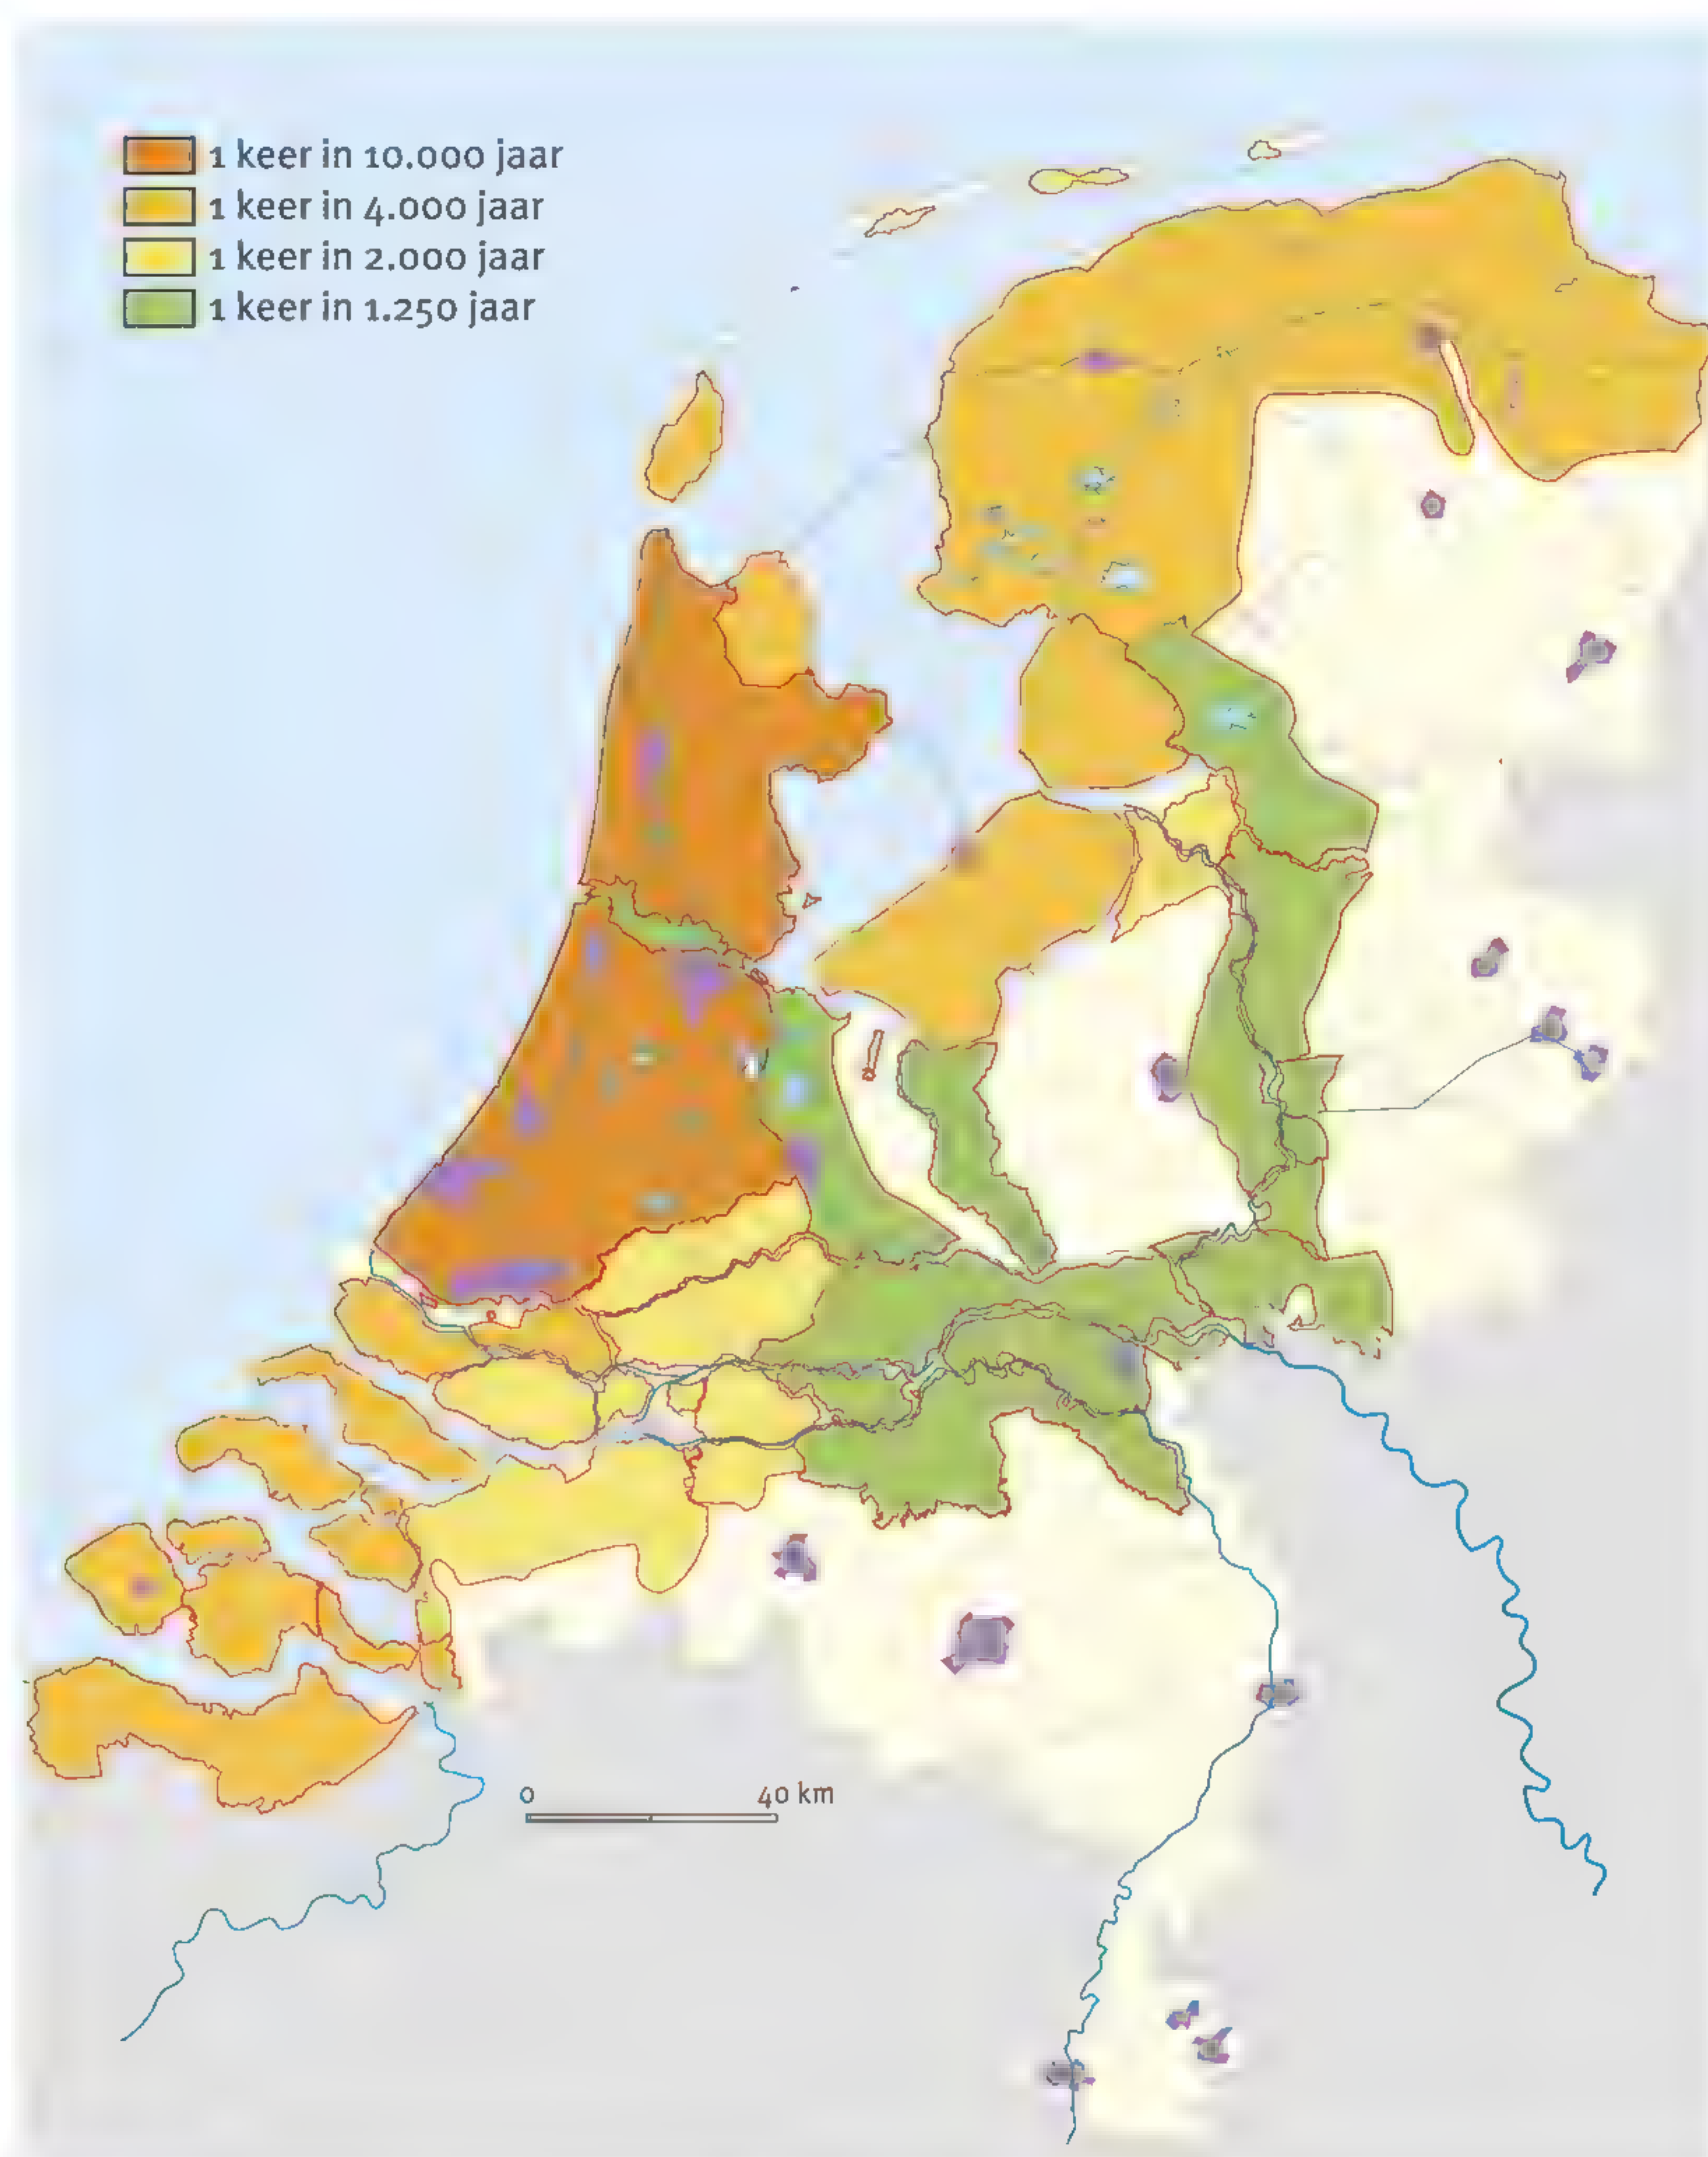 1 keer in 10.000 jaar
1 keer in 4.000 jaar
1 keer in 2.000 jaar
1 keer in 1.250 jaar
0 40 km